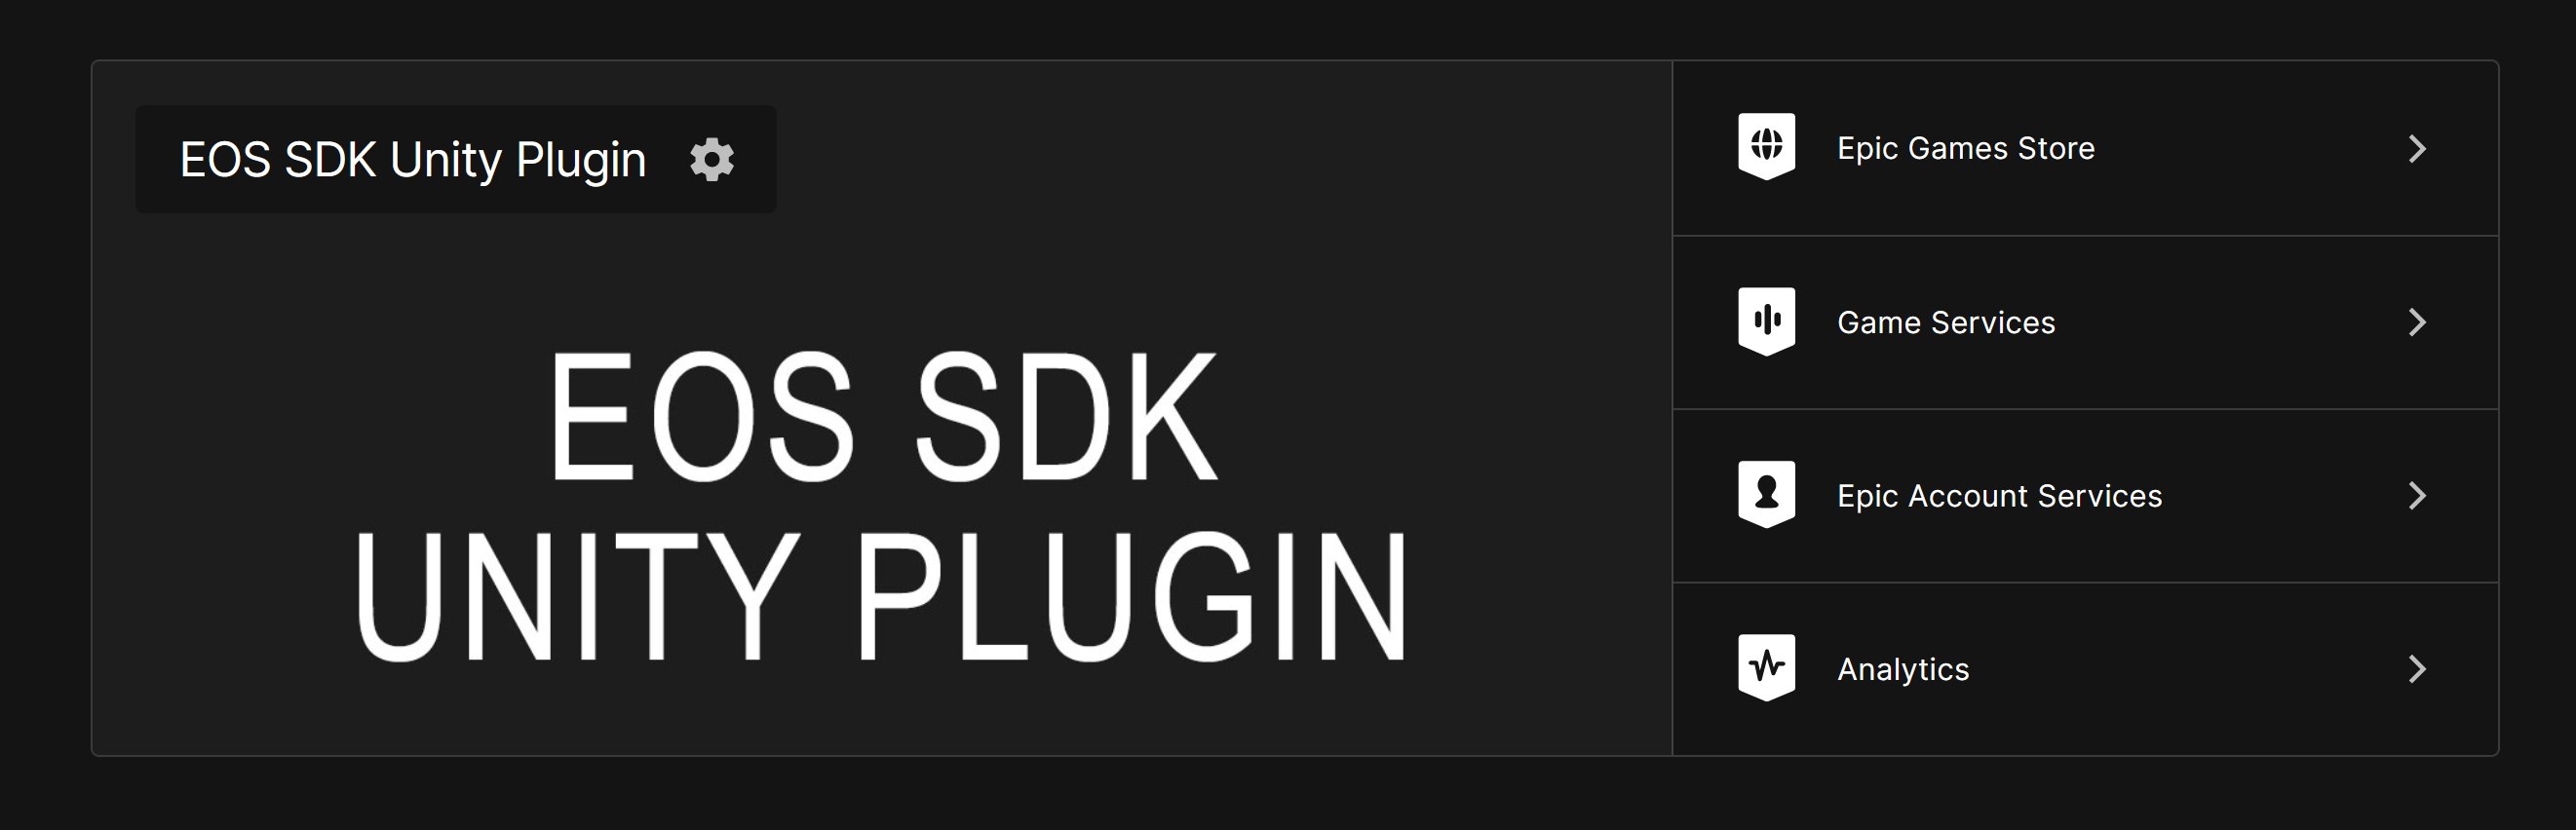 EOS SDK Unity Plugin
EOS SDK
UNITY PLUGIN
Epic Games Store
Game Services
Epic Account Services
Analytics